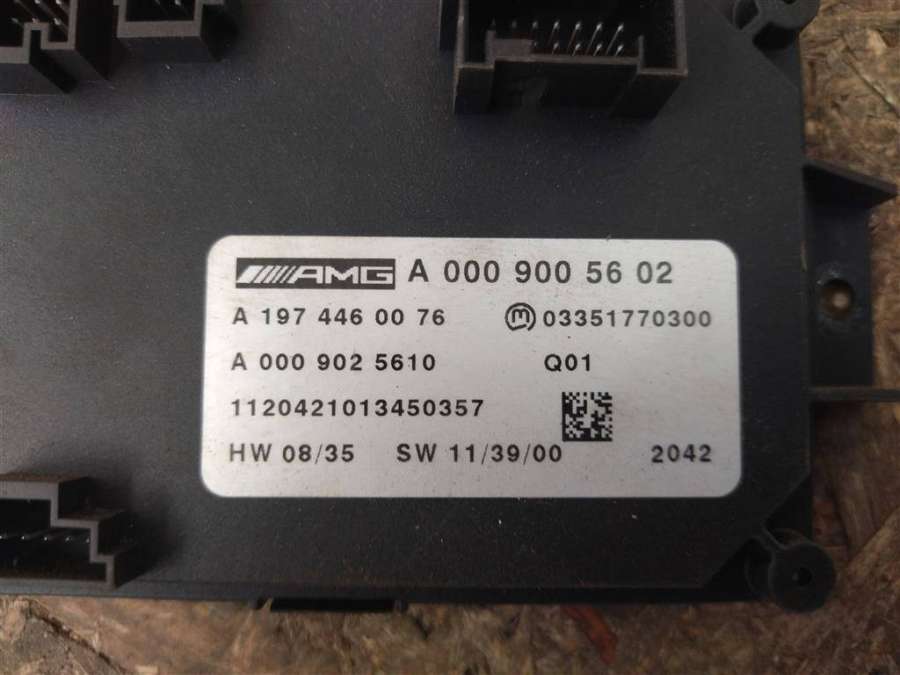 AMG A 000 900 56 02
A 197 446 00 76 M 03351770300
A 000 902 5610 Q01
1120421013450357
HW 08/35 SW 11/39/00 2042